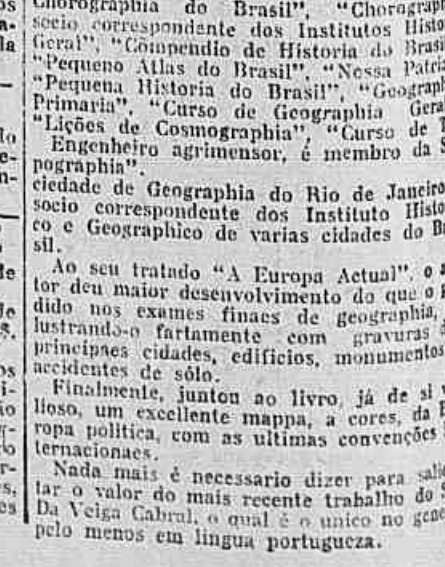 Chorographia do Brasil", "Chorograph
socio correspondente dos Institutos Histo
Geral", "Compendio de Historia do Brasil
"Pequeno Atlas do Brasil" "Nossa Patria
"Pequena Historia do Brasil", "Geograph
Primaria", "Curso de Geographia Gera
"Lições de Cosmographia", "Curso de T
Engenheiro agrimensor, é membro da S
pographia".
ciedade de Geographia do Rio de Janeiro
socio correspondente dos Instituto Histo
co e Geographico de varias cidades do B
sil.
Ao seu tratado "A Europa Actual", o
tor deu maior desenvolvimento do que o
dido nos exames finaes de geographia,
lustrando-o fartamente com gravuras
principaes cidades, edificios, monumentos
accidentes de sólo.
Finalmente, juntou ao livro, já de si
lioso, um excellente mappa, a cores, da
ropa politica, com as ultimas convenções
ternacionaes.
Nada mais é necessario dizer para salie
tar o valor do mais recente trabalho do
Da Veiga Cabral, o qual é o unico no gene
pelo menos em lingua portugueza.